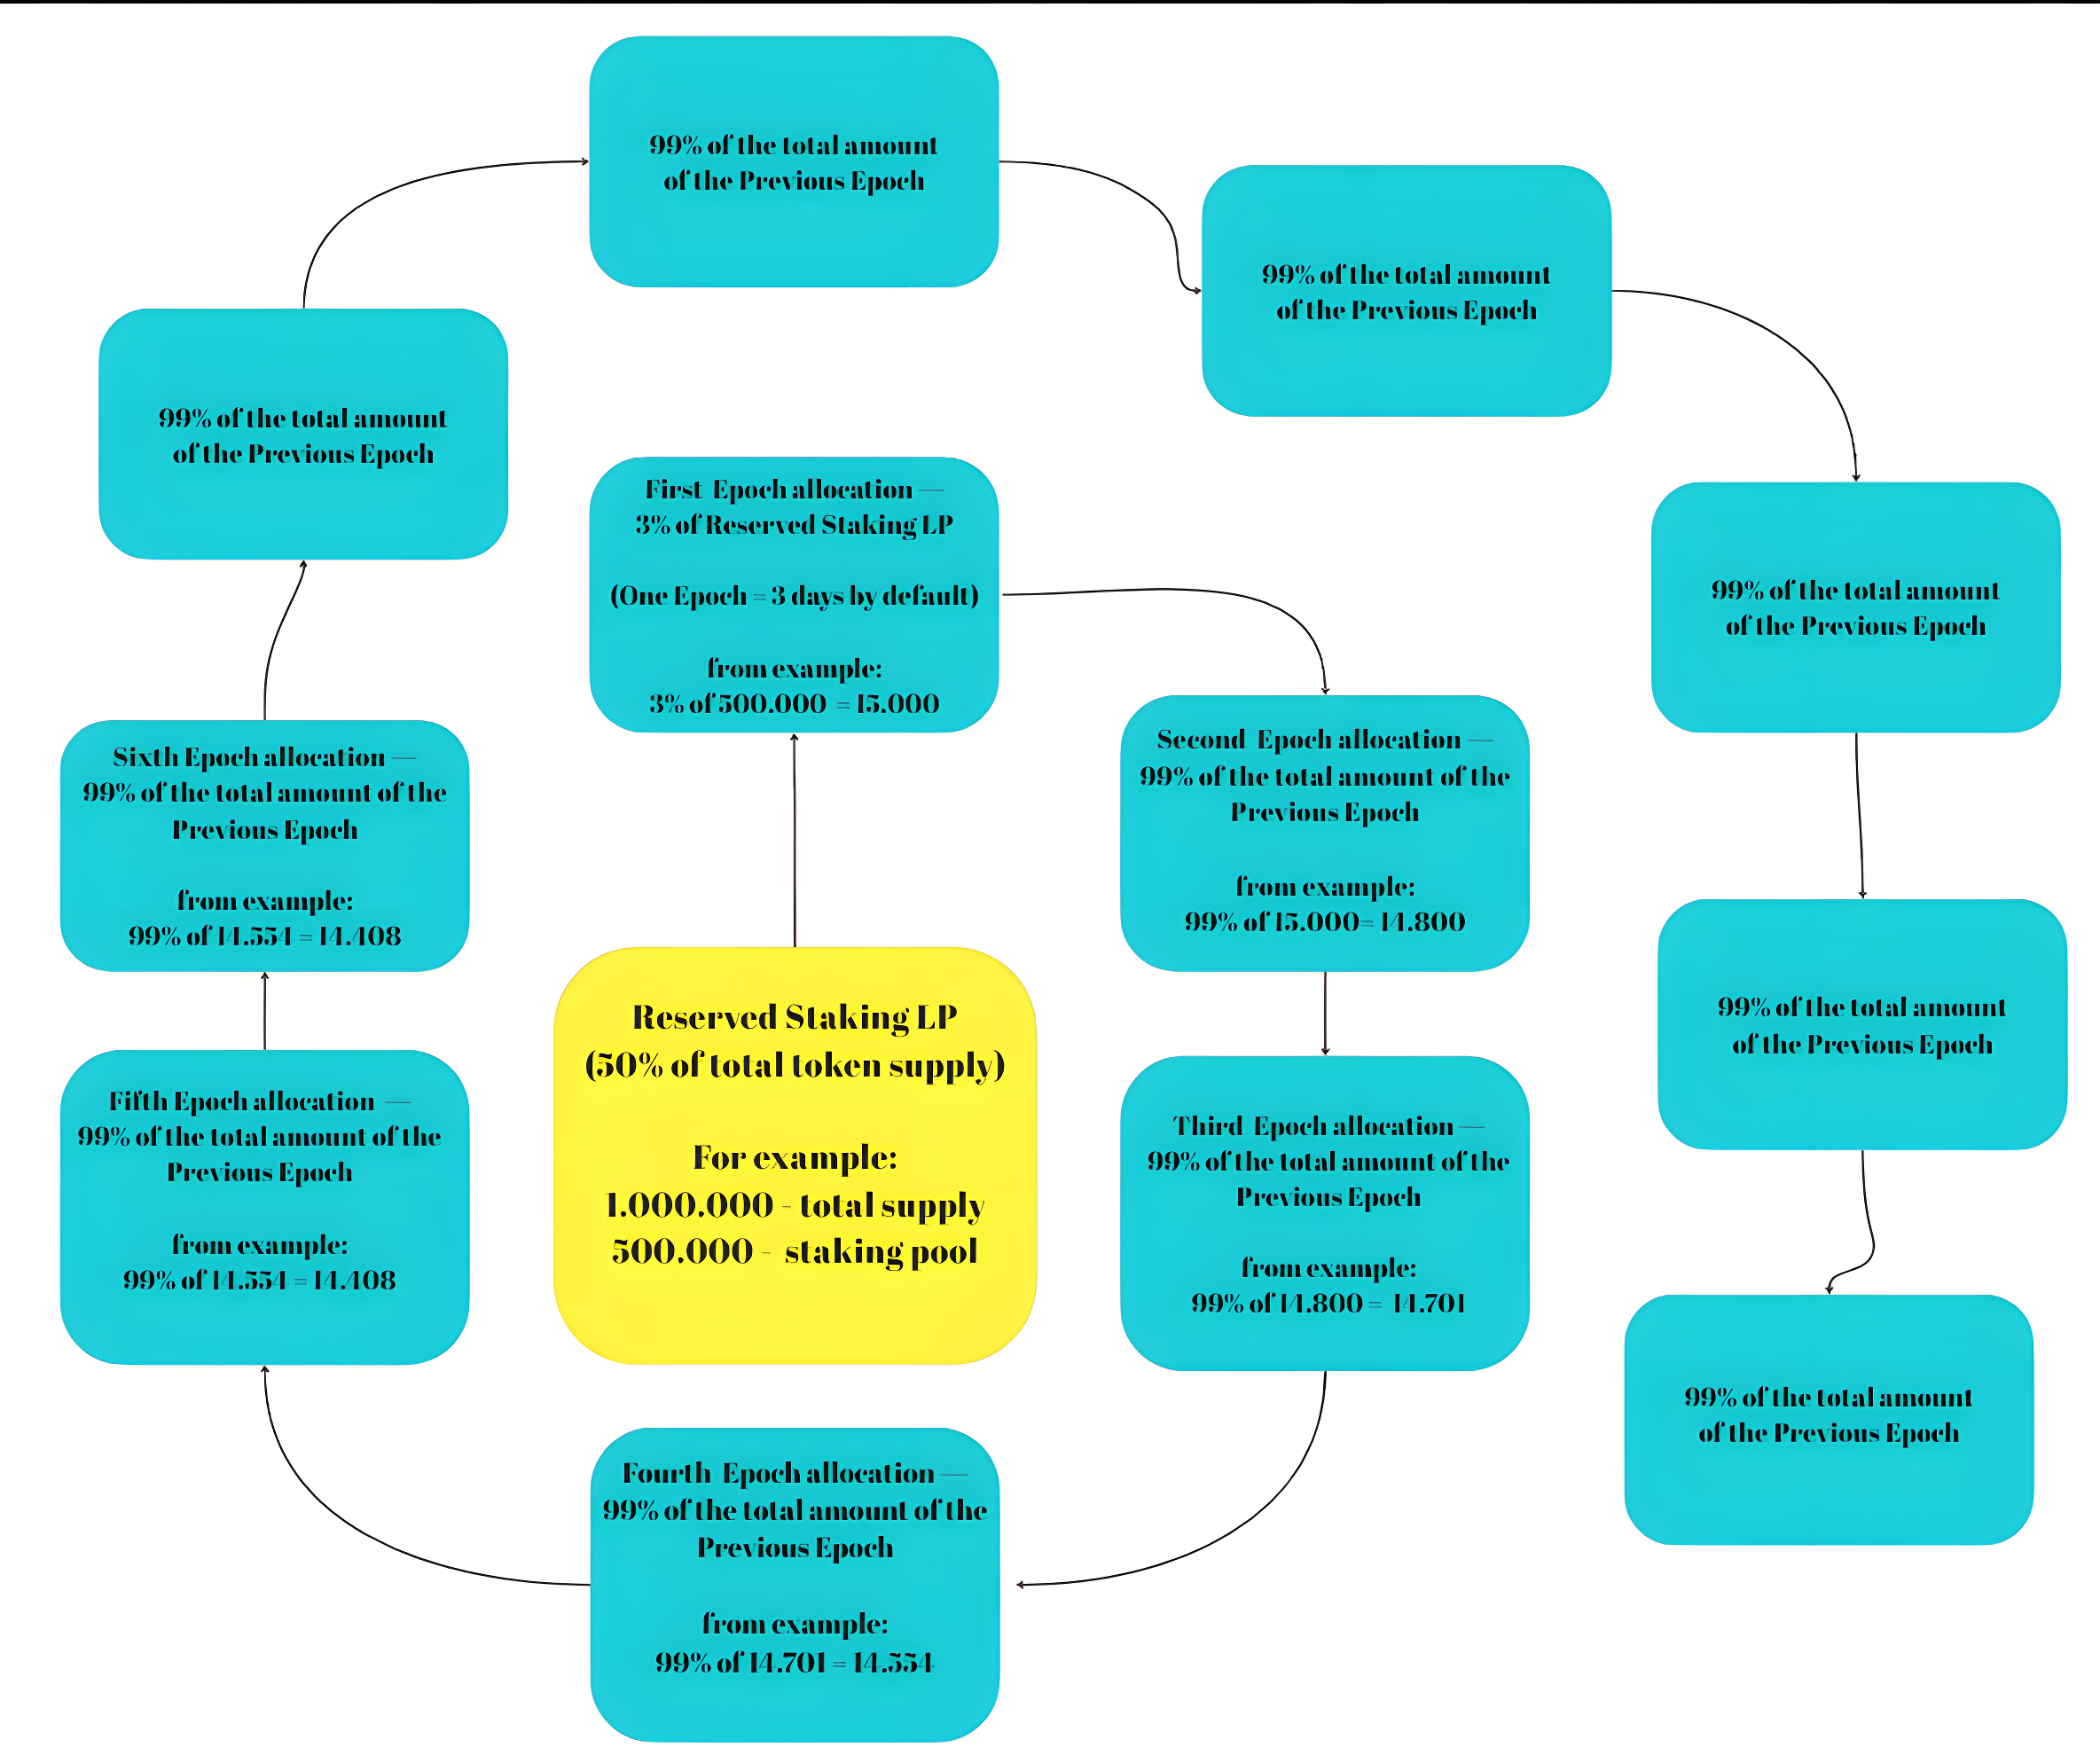 Reserved Staking LP
(50% of total token supply)
For example:
1.000.000 - total supply
500.000 - staking pool
First Epoch allocation —
3% of Reserved Staking LP
(One Epoch = 3 days by default)
from example:
3% of 500.000 = 15.000
Second Epoch allocation —
99% of the total amount of the
Previous Epoch
from example:
99% of 15.000= 14.800
Third Epoch allocation —
99% of the total amount of the
Previous Epoch
from example:
99% of 14.800 = 14.701
Fourth Epoch allocation —
99% of the total amount of the
Previous Epoch
from example:
99% of 14.701 = 14.554
Fifth Epoch allocation —
99% of the total amount of the
Previous Epoch
from example:
99% of 14.554 = 14.408
Sixth Epoch allocation —
99% of the total amount of the
Previous Epoch
from example:
99% of 14.554 = 14.408
99% of the total amount
of the Previous Epoch
99% of the total amount
of the Previous Epoch
99% of the total amount
of the Previous Epoch
99% of the total amount
of the Previous Epoch
99% of the total amount
of the Previous Epoch
99% of the total amount
of the Previous Epoch